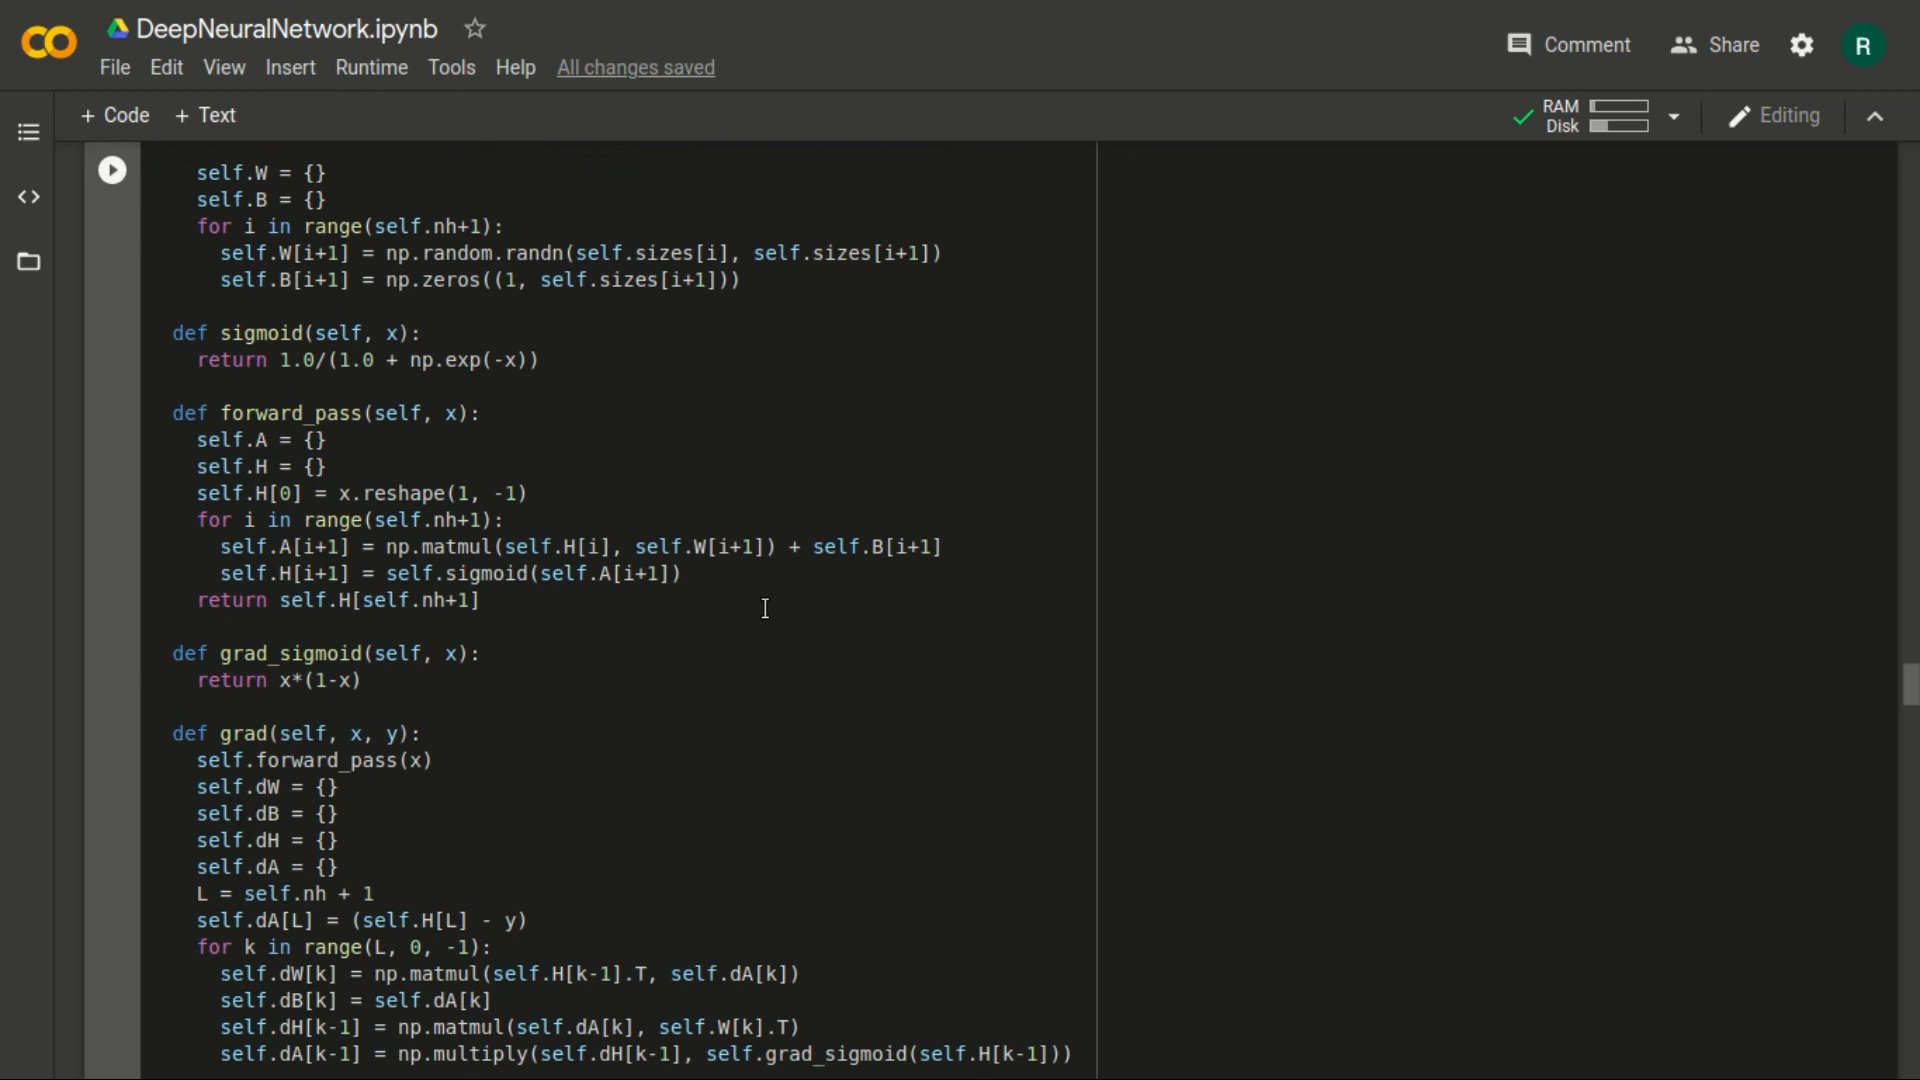 DeepNeuralNetwork.ipynb
File Edit View Insert Runtime Tools Help All changes saved
Comment Share R
+ Code + Text
RAM
Disk
Editing
self.W = {}
self.B = {}
for i in range(self.nh+1):
self.W[i+1] = np.random.randn(self.sizes[i], self.sizes[i+1])
self.B[i+1] = np.zeros((1, self.sizes[i+1]))
def sigmoid(self, x):
return 1.0/(1.0 + np.exp(-x))
def forward_pass(self, x):
self.A = {}
self.H = {}
self.H[0] = x.reshape(1, -1)
for i in range(self.nh+1):
self.A[i+1] = np.matmul(self.H[i], self.W[i+1]) + self.B[i+1]
self.H[i+1] = self.sigmoid(self.A[i+1])
return self.H[self.nh+1]
def grad_sigmoid(self, x):
return x*(1-x)
def grad(self, x, y):
self.forward_pass(x)
self.dW = {}
self.dB = {}
self.dH = {}
self.dA = {}
L = self.nh + 1
self.dA[L] = (self.H[L] - y)
for k in range(L, 0, -1):
self.dW[k] = np.matmul(self.H[k-1].T, self.dA[k])
self.dB[k] = self.dA[k]
self.dH[k-1] = np.matmul(self.dA[k], self.W[k].T)
self.dA[k-1] = np.multiply(self.dH[k-1], self.grad_sigmoid(self.H[k-1]))